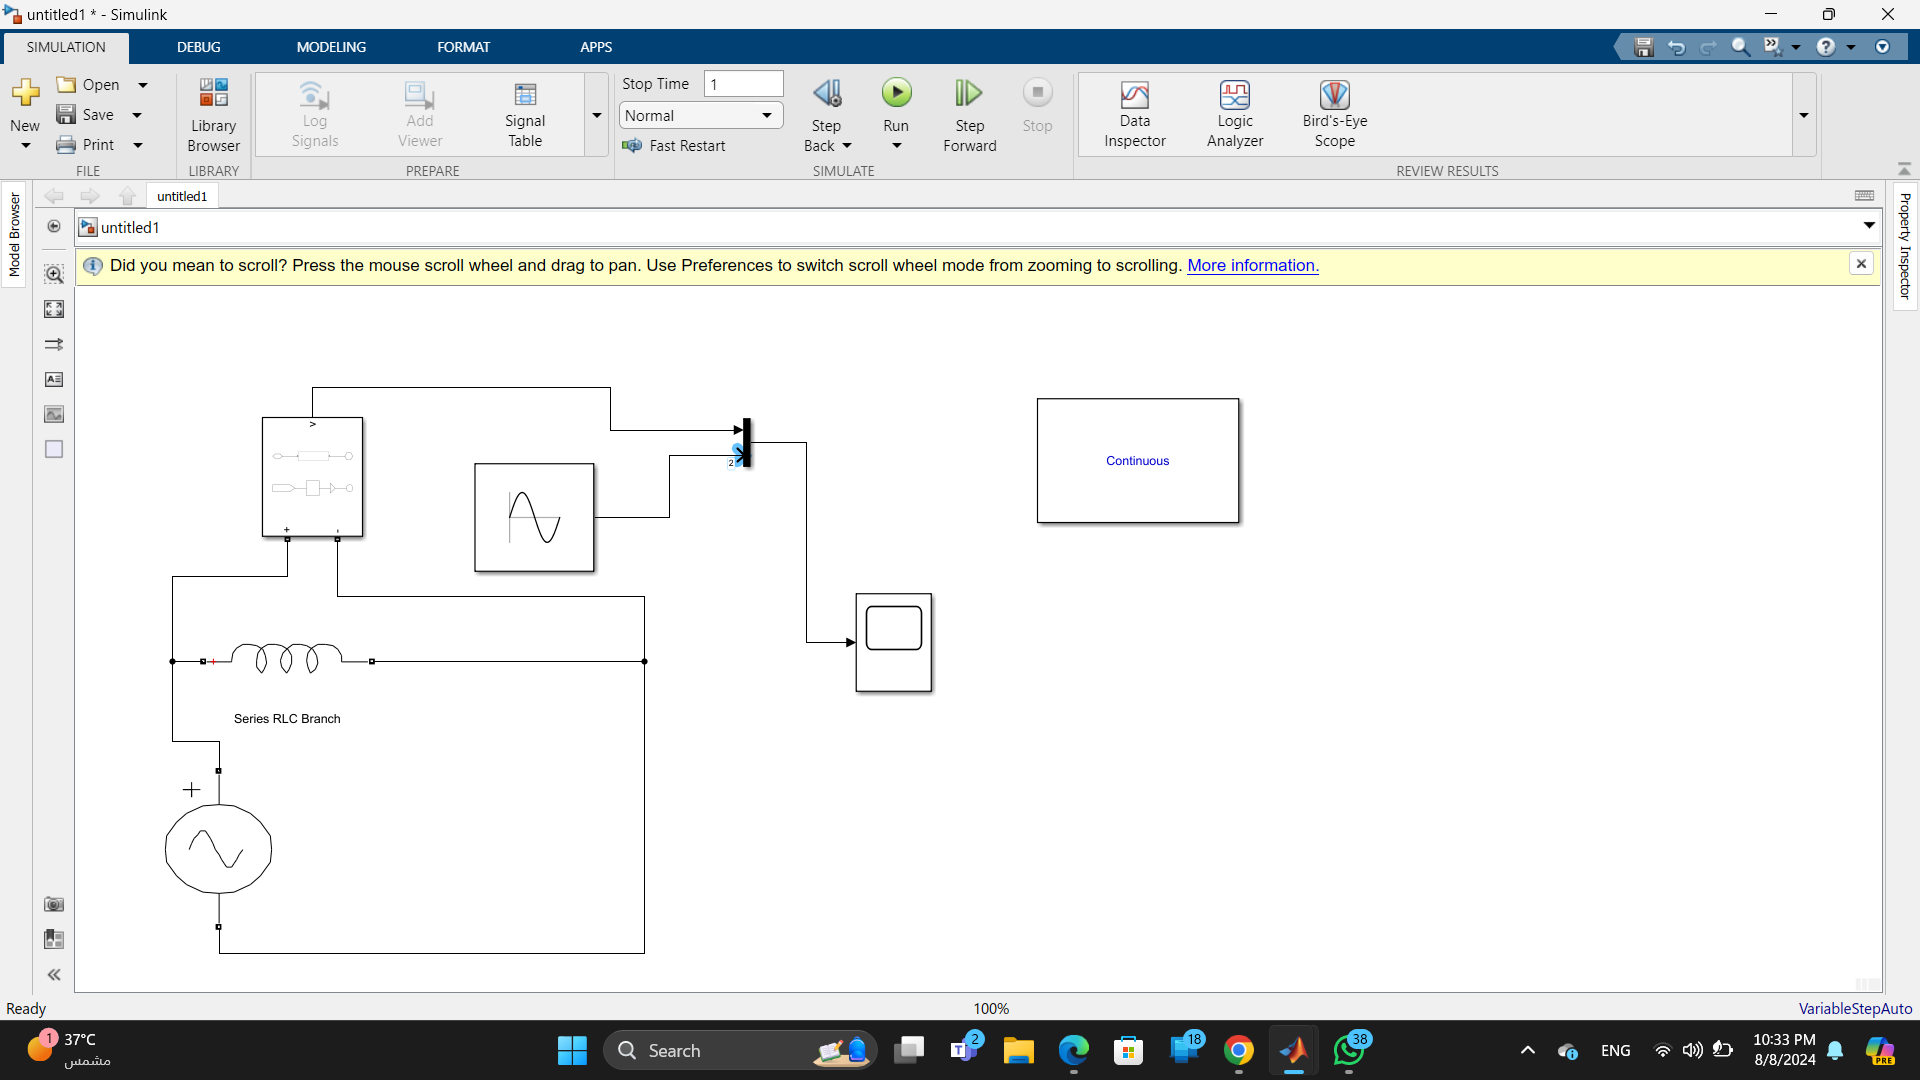 untitled1 * - Simulink
SIMULATION DEBUG MODELING FORMAT APPS
New
Open
Save
Print
FILE
Library
Browser
LIBRARY
Log
Signals
Add
Viewer
Signal
Table
PREPARE
Stop Time 1
Normal
Fast Restart
Step
Back
Run
Step
Forward
Stop
SIMULATE
Data
Inspector
Logic
Analyzer
Bird's-Eye
Scope
REVIEW RESULTS
Model Browser
Property Inspector
untitled1
untitled1
Did you mean to scroll? Press the mouse scroll wheel and drag to pan. Use Preferences to switch scroll wheel mode from zooming to scrolling. More information.
v
+ -
2
Continuous
+
Series RLC Branch
Ready 100% VariableStepAuto
1 37°C
مشمس
Search
2
18
38
ENG
10:33 PM
8/8/2024
PRE